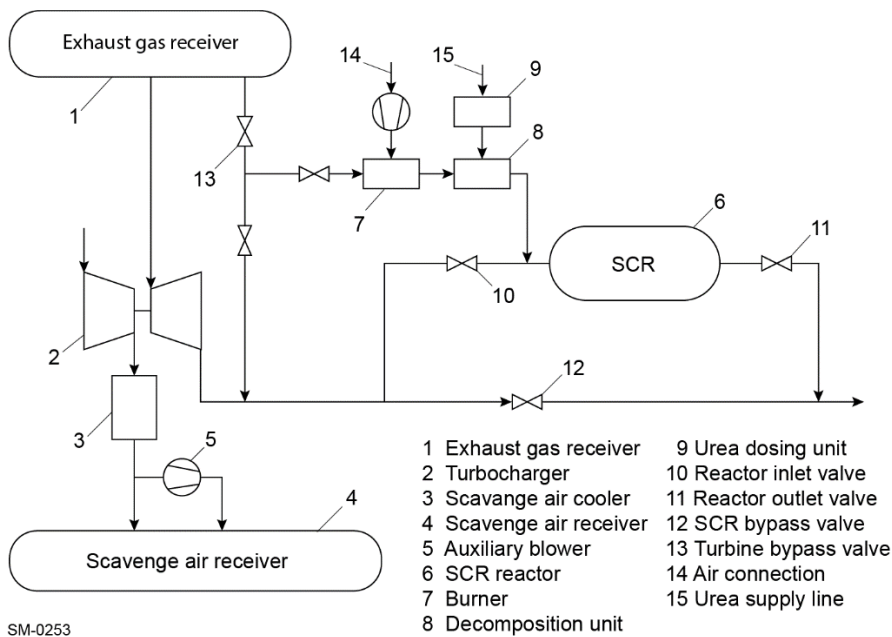 Exhaust gas receiver
14
15
9
1
13
8
7
6
11
SCR
10
2
12
3
5
4
Scavenge air receiver
1 Exhaust gas receiver
2 Turbocharger
3 Scavange air cooler
4 Scavenge air receiver
5 Auxiliary blower
6 SCR reactor
7 Burner
8 Decomposition unit
9 Urea dosing unit
10 Reactor inlet valve
11 Reactor outlet valve
12 SCR bypass valve
13 Turbine bypass valve
14 Air connection
15 Urea supply line
SM-0253